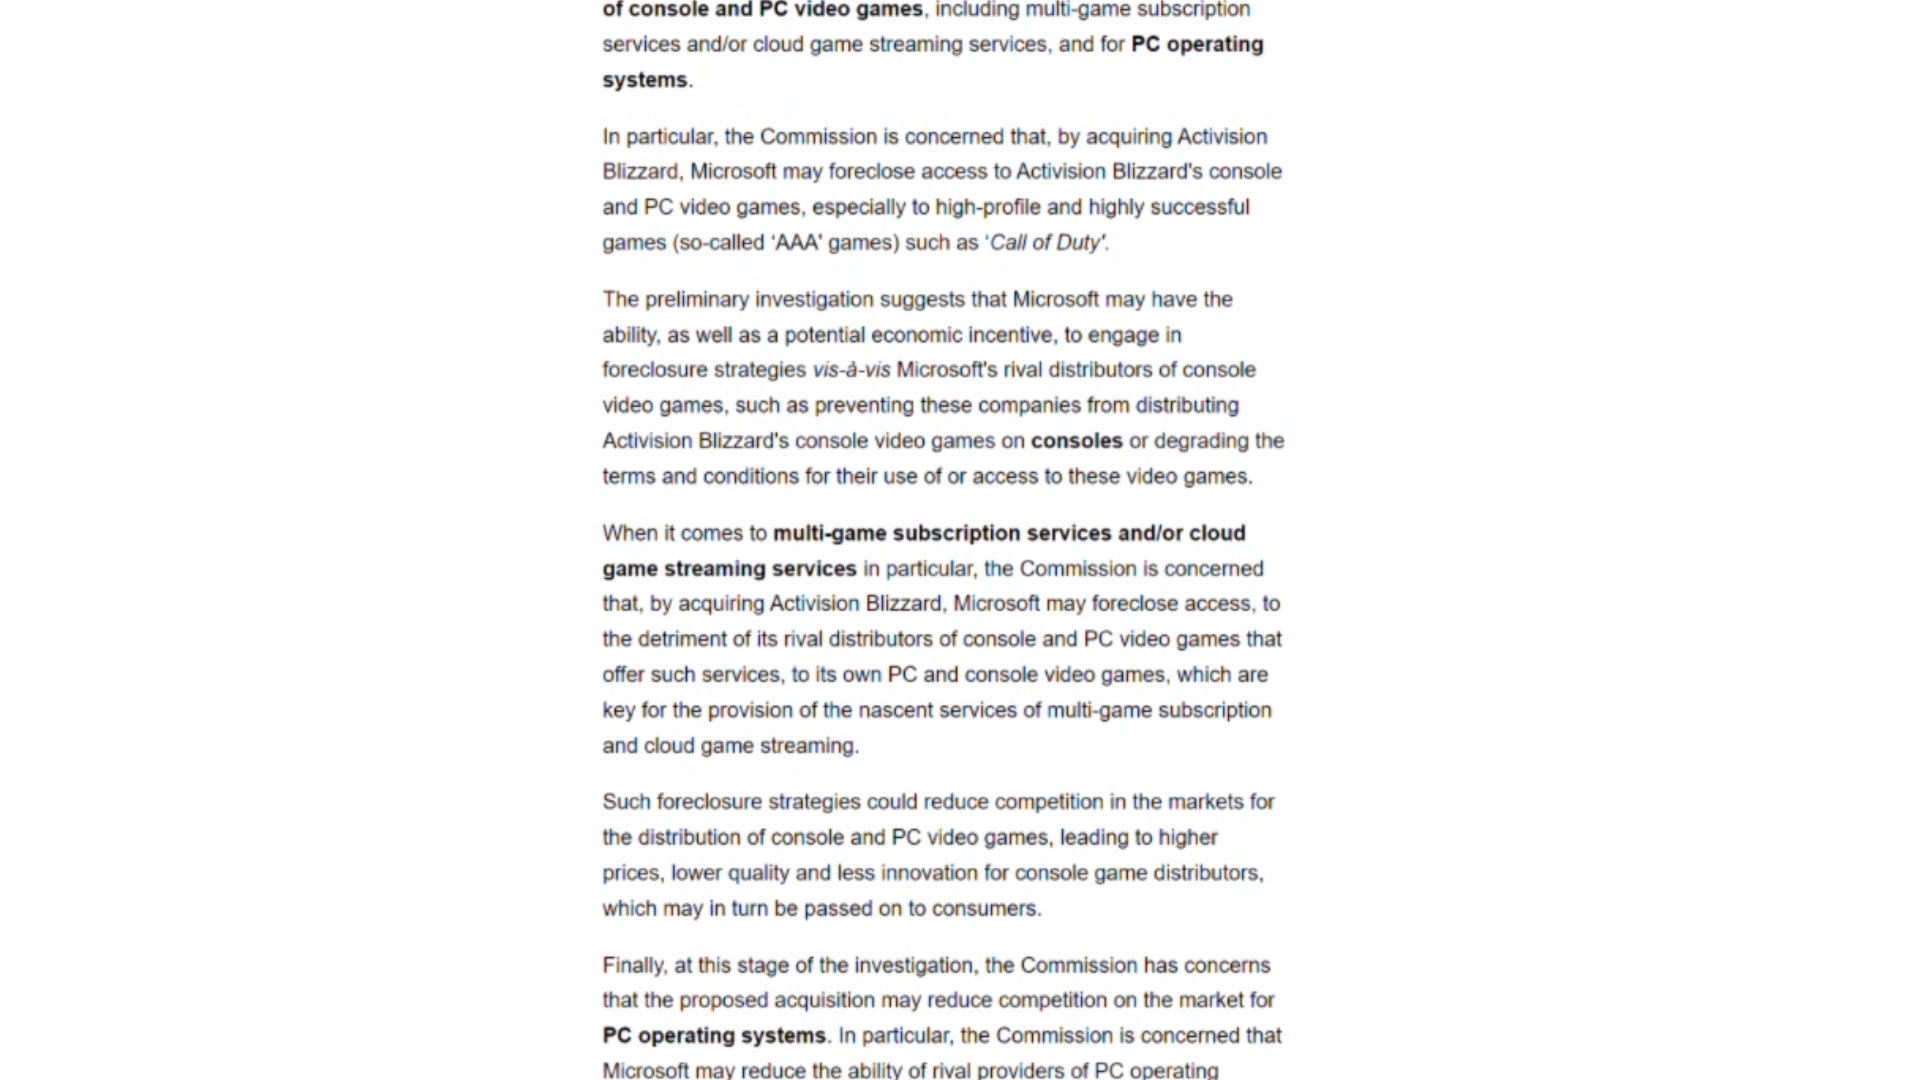 of console and PC video games, including multi-game subscription
services and/or cloud game streaming services, and for PC operating
systems.
In particular, the Commission is concerned that, by acquiring Activision
Blizzard, Microsoft may foreclose access to Activision Blizzard's console
and PC video games, especially to high-profile and highly successful
games (so-called ‘AAA' games) such as ‘Call of Duty'.
The preliminary investigation suggests that Microsoft may have the
ability, as well as a potential economic incentive, to engage in
foreclosure strategies vis-à-vis Microsoft's rival distributors of console
video games, such as preventing these companies from distributing
Activision Blizzard's console video games on consoles or degrading the
terms and conditions for their use of or access to these video games.
When it comes to multi-game subscription services and/or cloud
game streaming services in particular, the Commission is concerned
that, by acquiring Activision Blizzard, Microsoft may foreclose access, to
the detriment of its rival distributors of console and PC video games that
offer such services, to its own PC and console video games, which are
key for the provision of the nascent services of multi-game subscription
and cloud game streaming.
Such foreclosure strategies could reduce competition in the markets for
the distribution of console and PC video games, leading to higher
prices, lower quality and less innovation for console game distributors,
which may in turn be passed on to consumers.
Finally, at this stage of the investigation, the Commission has concerns
that the proposed acquisition may reduce competition on the market for
PC operating systems. In particular, the Commission is concerned that
Microsoft may reduce the ability of rival providers of PC operating